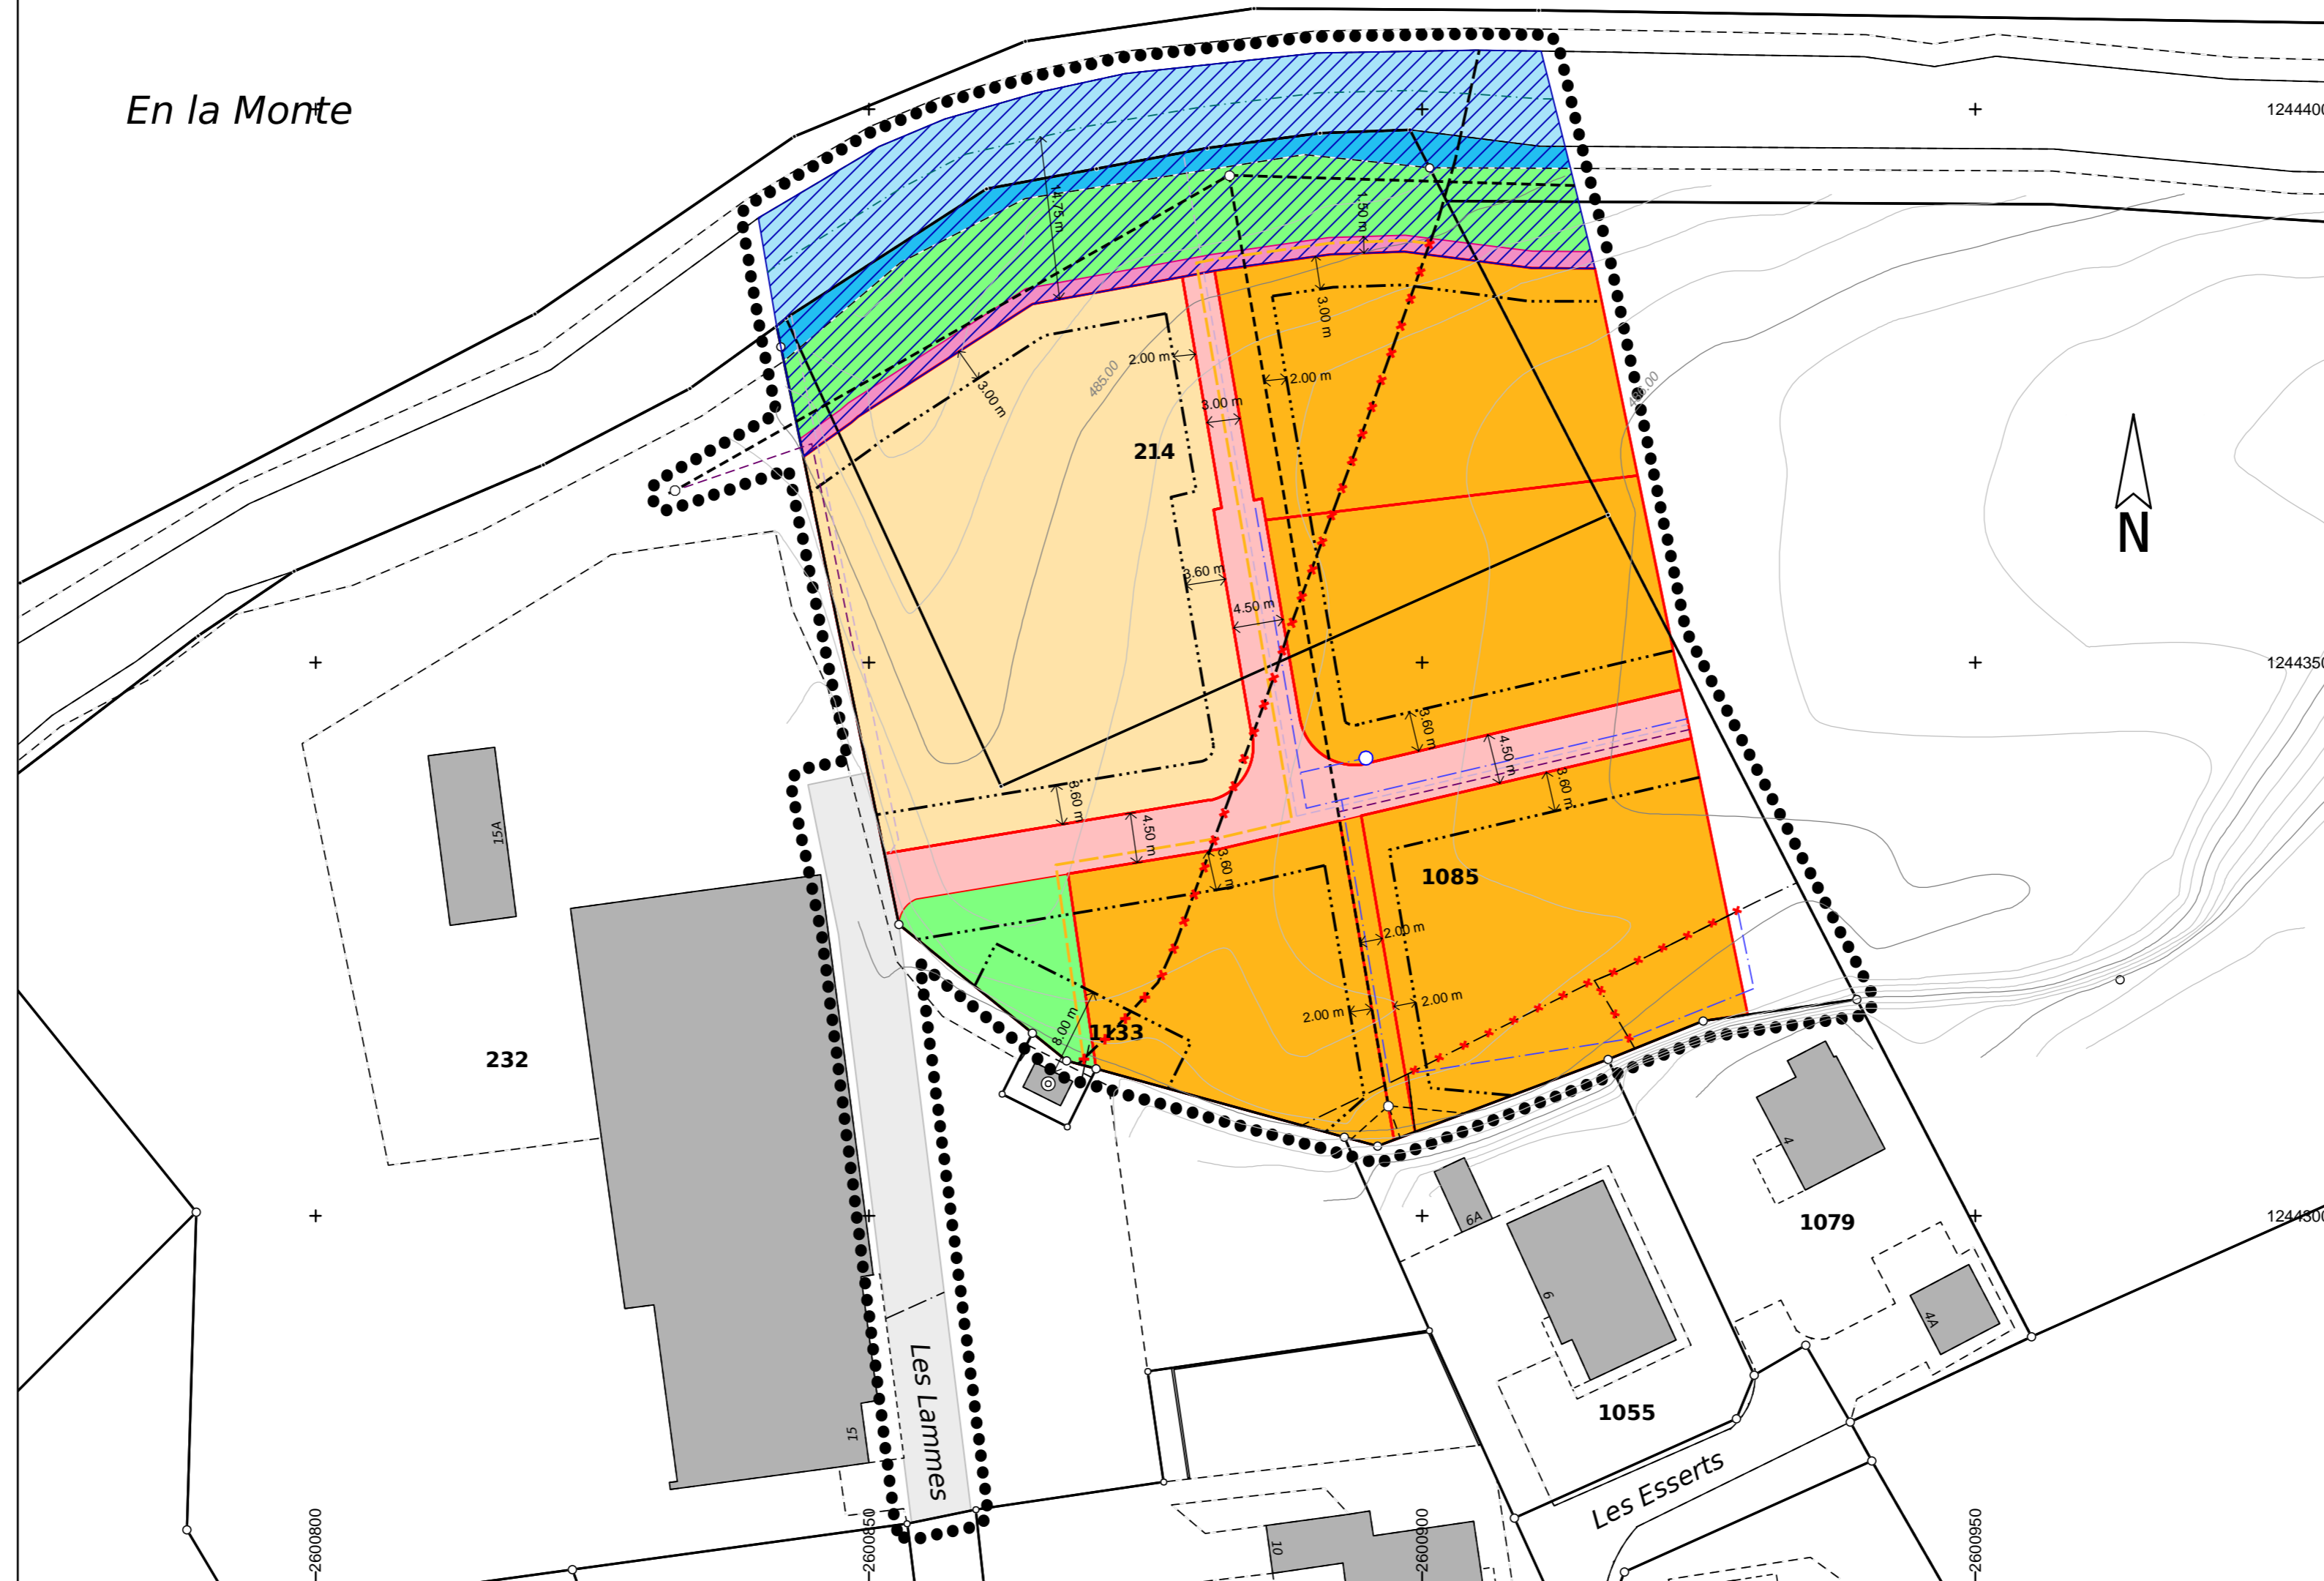 En la Monte
1244400
14.75 m
1.50 m
3.00 m
2.00 m
2.00 m
485.00
3.00 m
3.00 m
214
N
3.60 m
4.50 m
1244350
3.60 m
4.50 m
3.60 m
3.60 m
4.50 m
3.60 m
15A
1085
2.00 m
2.00 m
2.00 m
8.00 m
1133
232
4
6A
1079
1244300
6
4A
Les Lammes
15
1055
Les Esserts
10
2600800
2600850
2600900
2600950